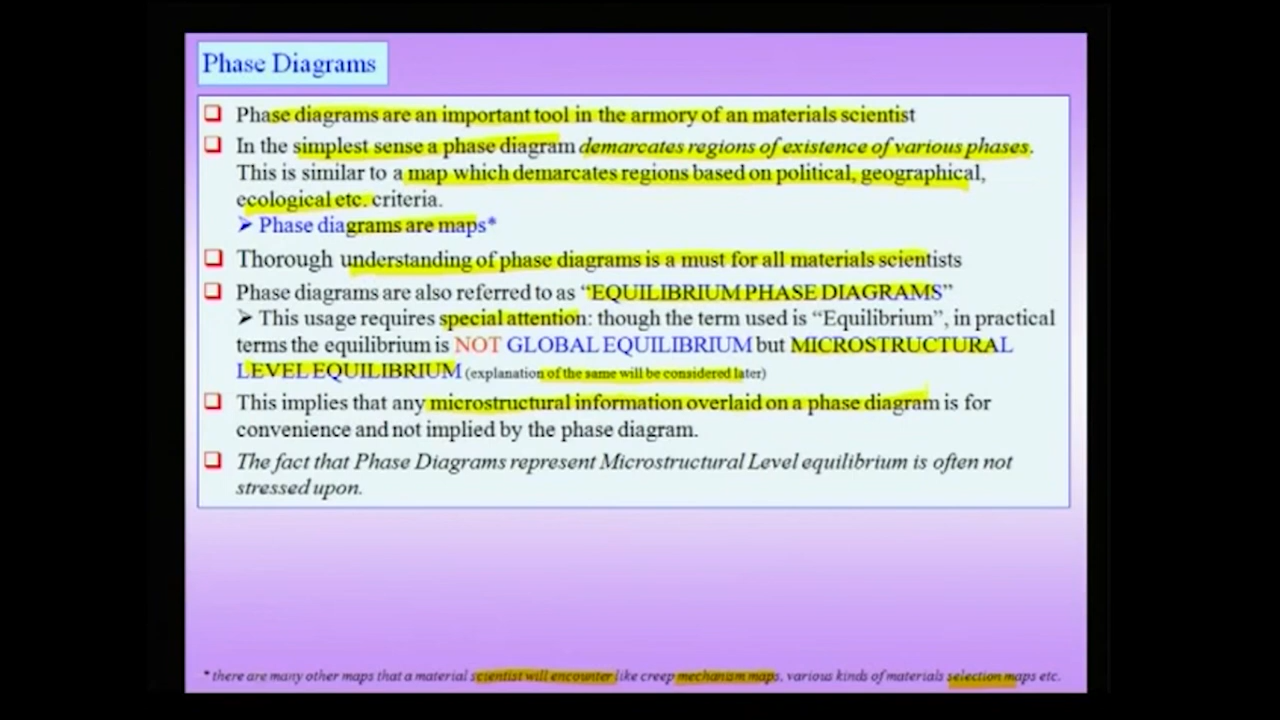 Phase Diagrams
❑ Phase diagrams are an important tool in the armory of an materials scientist
❑ In the simplest sense a phase diagram demarcates regions of existence of various phases.
This is similar to a map which demarcates regions based on political, geographical,
ecological etc. criteria.
➢ Phase diagrams are maps*
❑ Thorough understanding of phase diagrams is a must for all materials scientists
❑ Phase diagrams are also referred to as “EQUILIBRIUM PHASE DIAGRAMS”
➢ This usage requires special attention: though the term used is “Equilibrium”, in practical
terms the equilibrium is NOT GLOBAL EQUILIBRIUM but MICROSTRUCTURAL
LEVEL EQUILIBRIUM (explanation of the same will be considered later)
❑ This implies that any microstructural information overlaid on a phase diagram is for
convenience and not implied by the phase diagram.
❑ The fact that Phase Diagrams represent Microstructural Level equilibrium is often not
stressed upon.
* there are many other maps that a material scientist will encounter like creep mechanism maps, various kinds of materials selection maps etc.